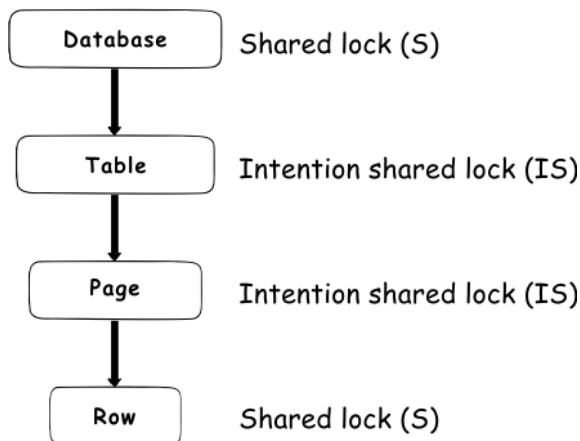 Database
Shared lock (S)
Table
Intention shared lock (IS)
Page
Intention shared lock (IS)
Row
Shared lock (S)